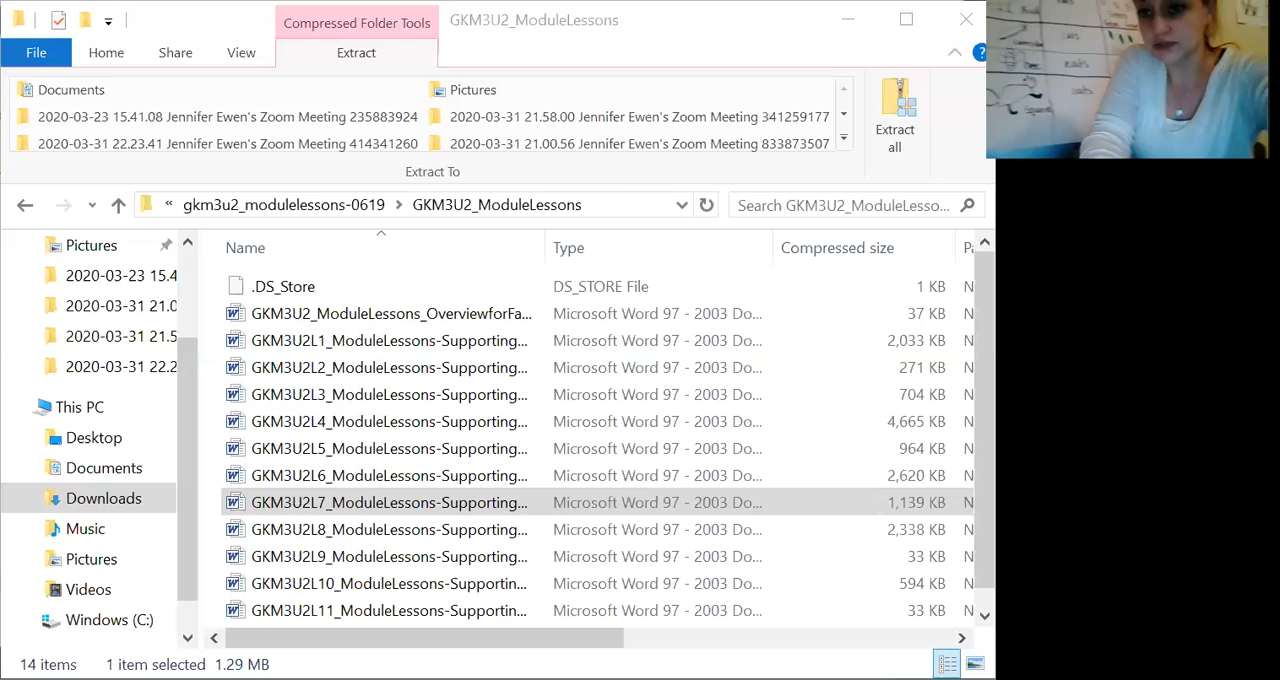 Compressed Folder Tools
GKM3U2_ModuleLessons
File
Home
Share
View
Extract
?
Documents
Pictures
2020-03-23 15.41.08 Jennifer Ewen's Zoom Meeting 235883924
2020-03-31 21.58.00 Jennifer Ewen's Zoom Meeting 341259177
2020-03-31 22.23.41 Jennifer Ewen's Zoom Meeting 414341260
2020-03-31 21.00.56 Jennifer Ewen's Zoom Meeting 833873507
Extract
all
Extract To
« gkm3u2_modulelessons-0619 > GKM3U2_ModuleLessons
Search GKM3U2_ModuleLesso...
Pictures
2020-03-23 15.4
2020-03-31 21.0
2020-03-31 21.5
2020-03-31 22.2
This PC
Desktop
Documents
Downloads
Music
Pictures
Videos
Windows (C:)
Name Type Compressed size
.DS_Store DS_STORE File 1 KB
GKM3U2_ModuleLessons_OverviewforFa... Microsoft Word 97 - 2003 Do... 37 KB N
GKM3U2L1_ModuleLessons-Supporting... Microsoft Word 97 - 2003 Do... 2,033 KB N
GKM3U2L2_ModuleLessons-Supporting... Microsoft Word 97 - 2003 Do... 271 KB N
GKM3U2L3_ModuleLessons-Supporting... Microsoft Word 97 - 2003 Do... 704 KB N
GKM3U2L4_ModuleLessons-Supporting... Microsoft Word 97 - 2003 Do... 4,665 KB N
GKM3U2L5_ModuleLessons-Supporting... Microsoft Word 97 - 2003 Do... 964 KB N
GKM3U2L6_ModuleLessons-Supporting... Microsoft Word 97 - 2003 Do... 2,620 KB N
GKM3U2L7_ModuleLessons-Supporting... Microsoft Word 97 - 2003 Do... 1,139 KB N
GKM3U2L8_ModuleLessons-Supporting... Microsoft Word 97 - 2003 Do... 2,338 KB N
GKM3U2L9_ModuleLessons-Supporting... Microsoft Word 97 - 2003 Do... 33 KB N
GKM3U2L10_ModuleLessons-Supportin... Microsoft Word 97 - 2003 Do... 594 KB N
GKM3U2L11_ModuleLessons-Supportin... Microsoft Word 97 - 2003 Do... 33 KB N
14 items 1 item selected 1.29 MB